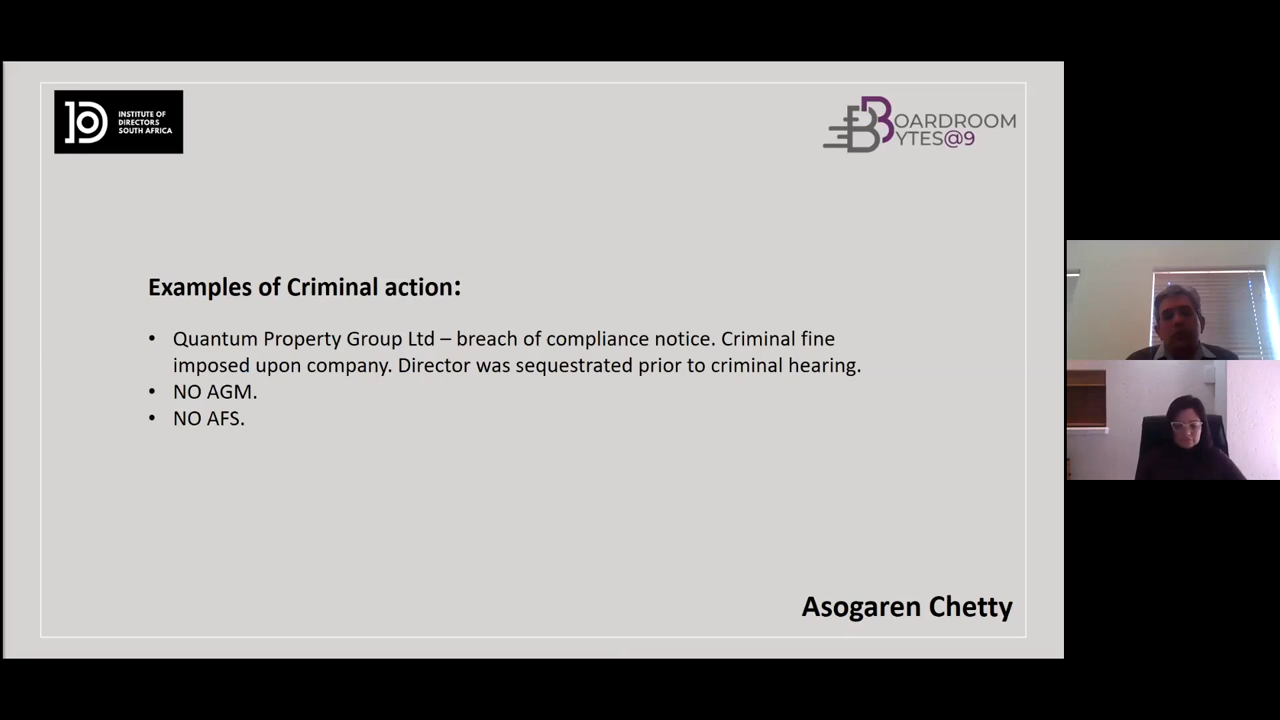 INSTITUTE OF
DIRECTORS
SOUTH AFRICA
BOARDROOM
BYTES@9
Examples of Criminal action:
• Quantum Property Group Ltd – breach of compliance notice. Criminal fine
imposed upon company. Director was sequestrated prior to criminal hearing.
• NO AGM.
• NO AFS.
Asogaren Chetty